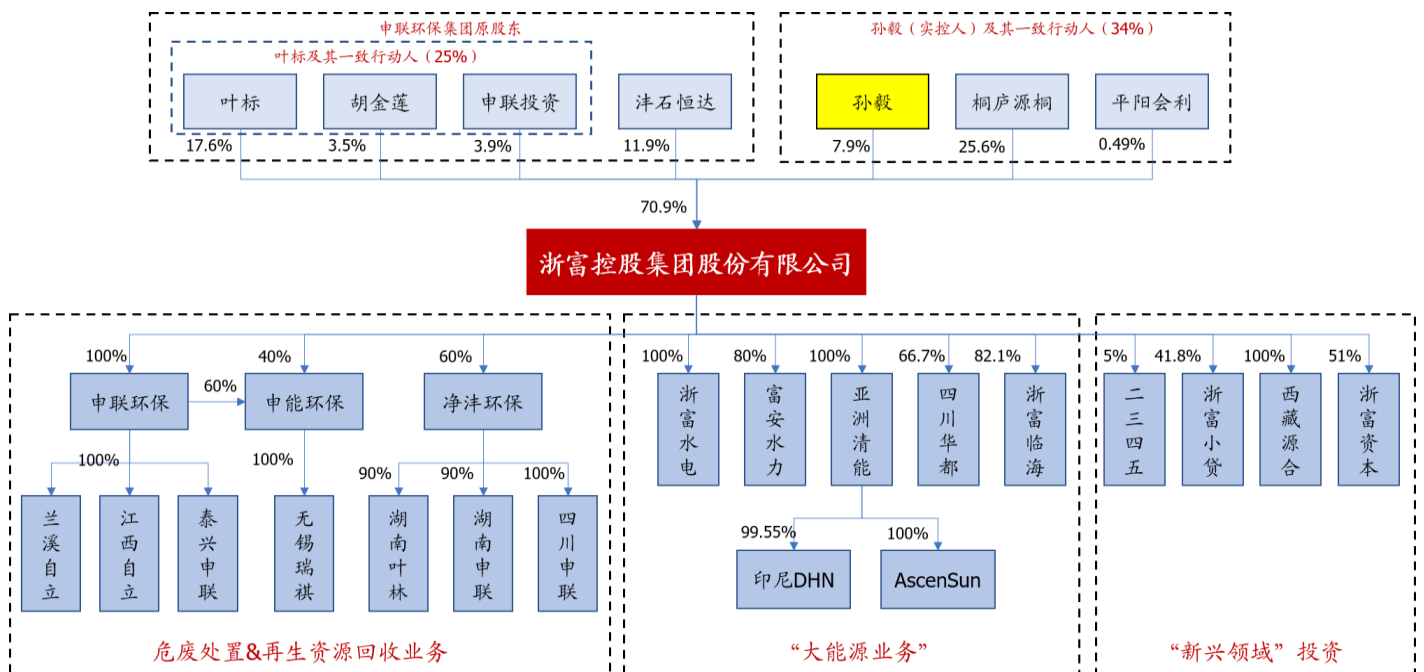 申联环保集团原股东
孙毅（实控人）及其一致行动人（34%）
叶标及其一致行动人（25%）
叶标
胡金莲
申联投资
沣石恒达
孙毅
桐庐源桐
平阳会利
17.6%
3.5%
3.9%
11.9%
7.9%
25.6%
0.49%
70.9%
浙富控股集团股份有限公司
100%
40%
60%
100%
80%
100%
66.7%
82.1%
5%
41.8%
100%
51%
申联环保
60%
申能环保
净沣环保
浙富水电
富安水力
亚洲清能
四川华都
浙富临海
二三四五
浙富小贷
西藏源合
浙富资本
100%
100%
90%
90%
100%
兰溪自立
江西自立
泰兴申联
无锡瑞祺
湖南叶林
湖南申联
四川申联
99.55%
100%
印尼DHN
AscenSun
危废处置&再生资源回收业务
“大能源业务”
“新兴领域”投资